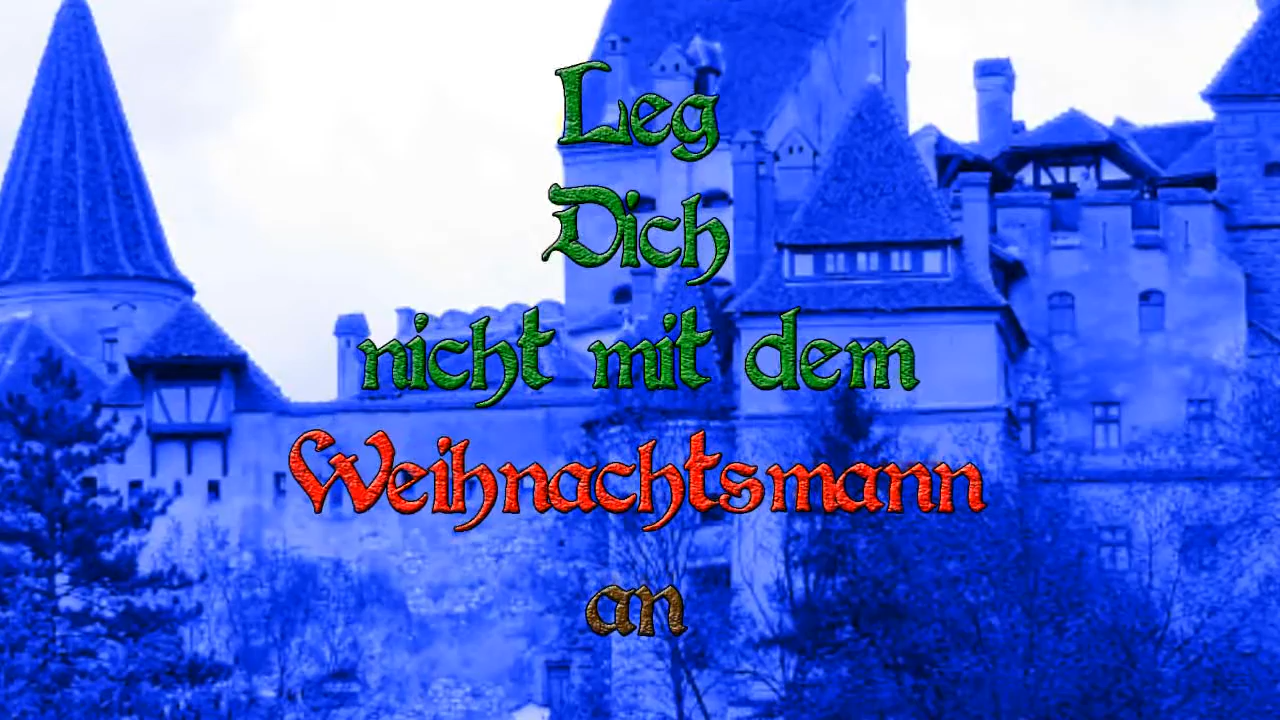 Leg
Dich
nicht mit dem
Weihnachtsmann
an